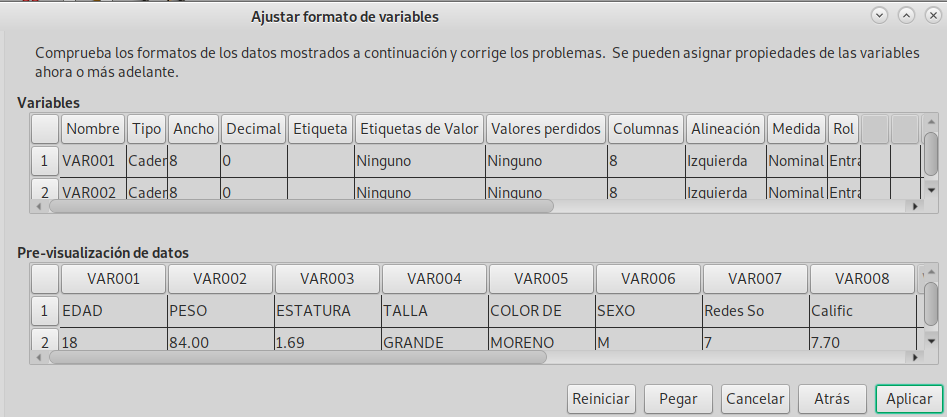 Ajustar formato de variables
Comprueba los formatos de los datos mostrados a continuación y corrige los problemas. Se pueden asignar propiedades de las variables
ahora o más adelante.
Variables
Nombre Tipo Ancho Decimal Etiqueta Etiquetas de Valor Valores perdidos Columnas Alineación Medida Rol
1 VAR001 Cader 8 0 Ninguno Ninguno 8 Izquierda Nominal Entra
2 VAR002 Cader 8 0 Ninguno Ninguno 8 Izquierda Nominal Entra
Pre-visualización de datos
VAR001 VAR002 VAR003 VAR004 VAR005 VAR006 VAR007 VAR008
1 EDAD PESO ESTATURA TALLA COLOR DE SEXO Redes So Calific
2 18 84.00 1.69 GRANDE MORENO M 7 7.70
Reiniciar Pegar Cancelar Atrás Aplicar